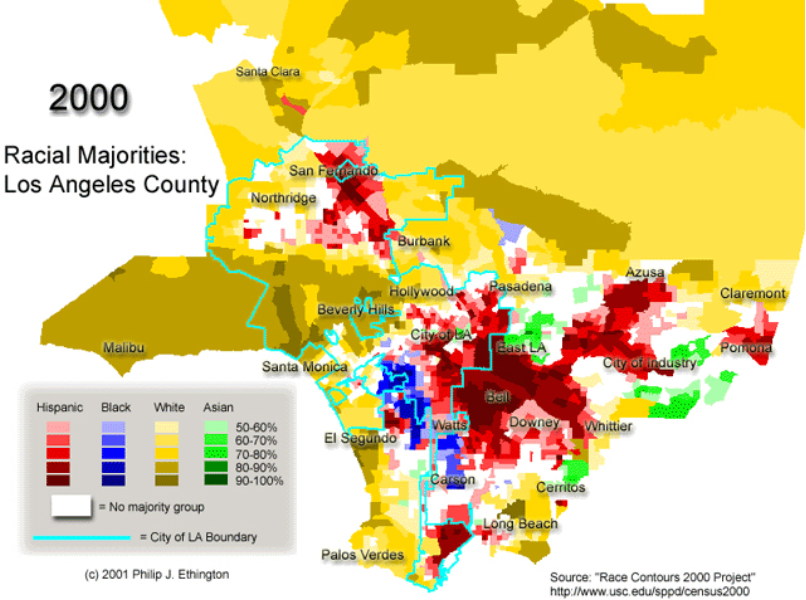 Santa Clara
2000
Racial Majorities:
Los Angeles County
San Fernando
Northridge
Burbank
Azusa
Pasadena
Hollywood
Claremont
Beverly Hills
City of LA
East LA
Pomona
Malibu
City of Industry
Santa Monica
Bell
Hispanic Black White Asian
50-60%
60-70%
70-80%
80-90%
90-100%
= No majority group
= City of LA Boundary
Watts
Downey
Whittier
El Segundo
Carson
Cerritos
Long Beach
Palos Verdes
(c) 2001 Philip J. Ethington
Source: "Race Contours 2000 Project"
http://www.usc.edu/sppd/census2000